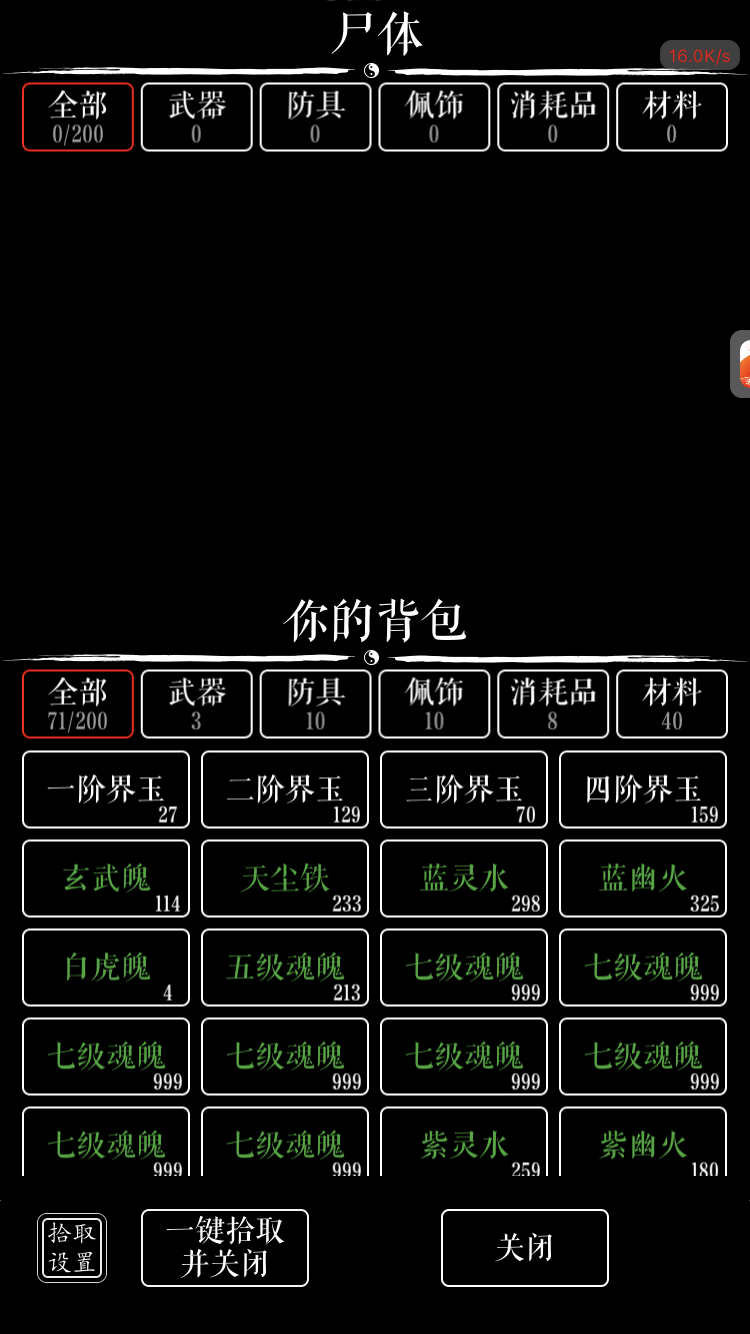 尸体
16.0K/s
全部 武器 防具 佩饰 消耗品 材料
0/200 0 0 0 0 0
你的背包
全部 武器 防具 佩饰 消耗品 材料
71/200 3 10 10 8 40
一阶界玉 二阶界玉 三阶界玉 四阶界玉
27 129 70 159
玄武魄 天尘铁 蓝灵水 蓝幽火
114 233 298 325
白虎魄 五级魂魄 七级魂魄 七级魂魄
4 213 999 999
七级魂魄 七级魂魄 七级魂魄 七级魂魄
999 999 999 999
七级魂魄 七级魂魄 紫灵水 紫幽火
999 999 259 180
拾取
设置
一键拾取
并关闭
关闭